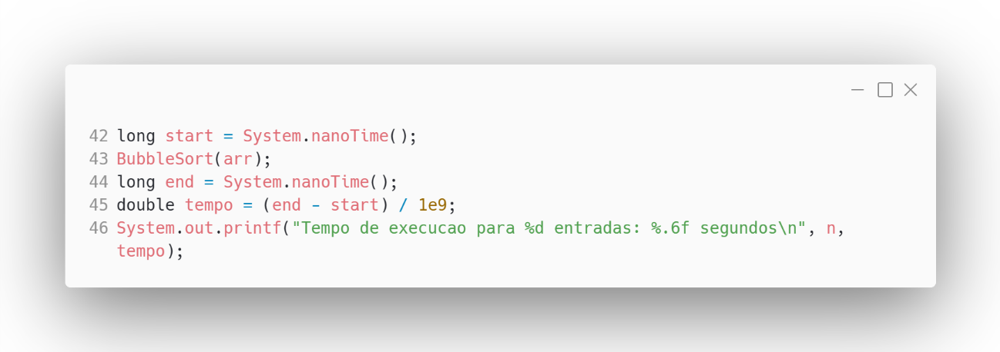 42 long start = System.nanoTime();
43 BubbleSort(arr);
44 long end = System.nanoTime();
45 double tempo = (end - start) / 1e9;
46 System.out.printf("Tempo de execucao para %d entradas: %.6f segundos\n", n,
tempo);